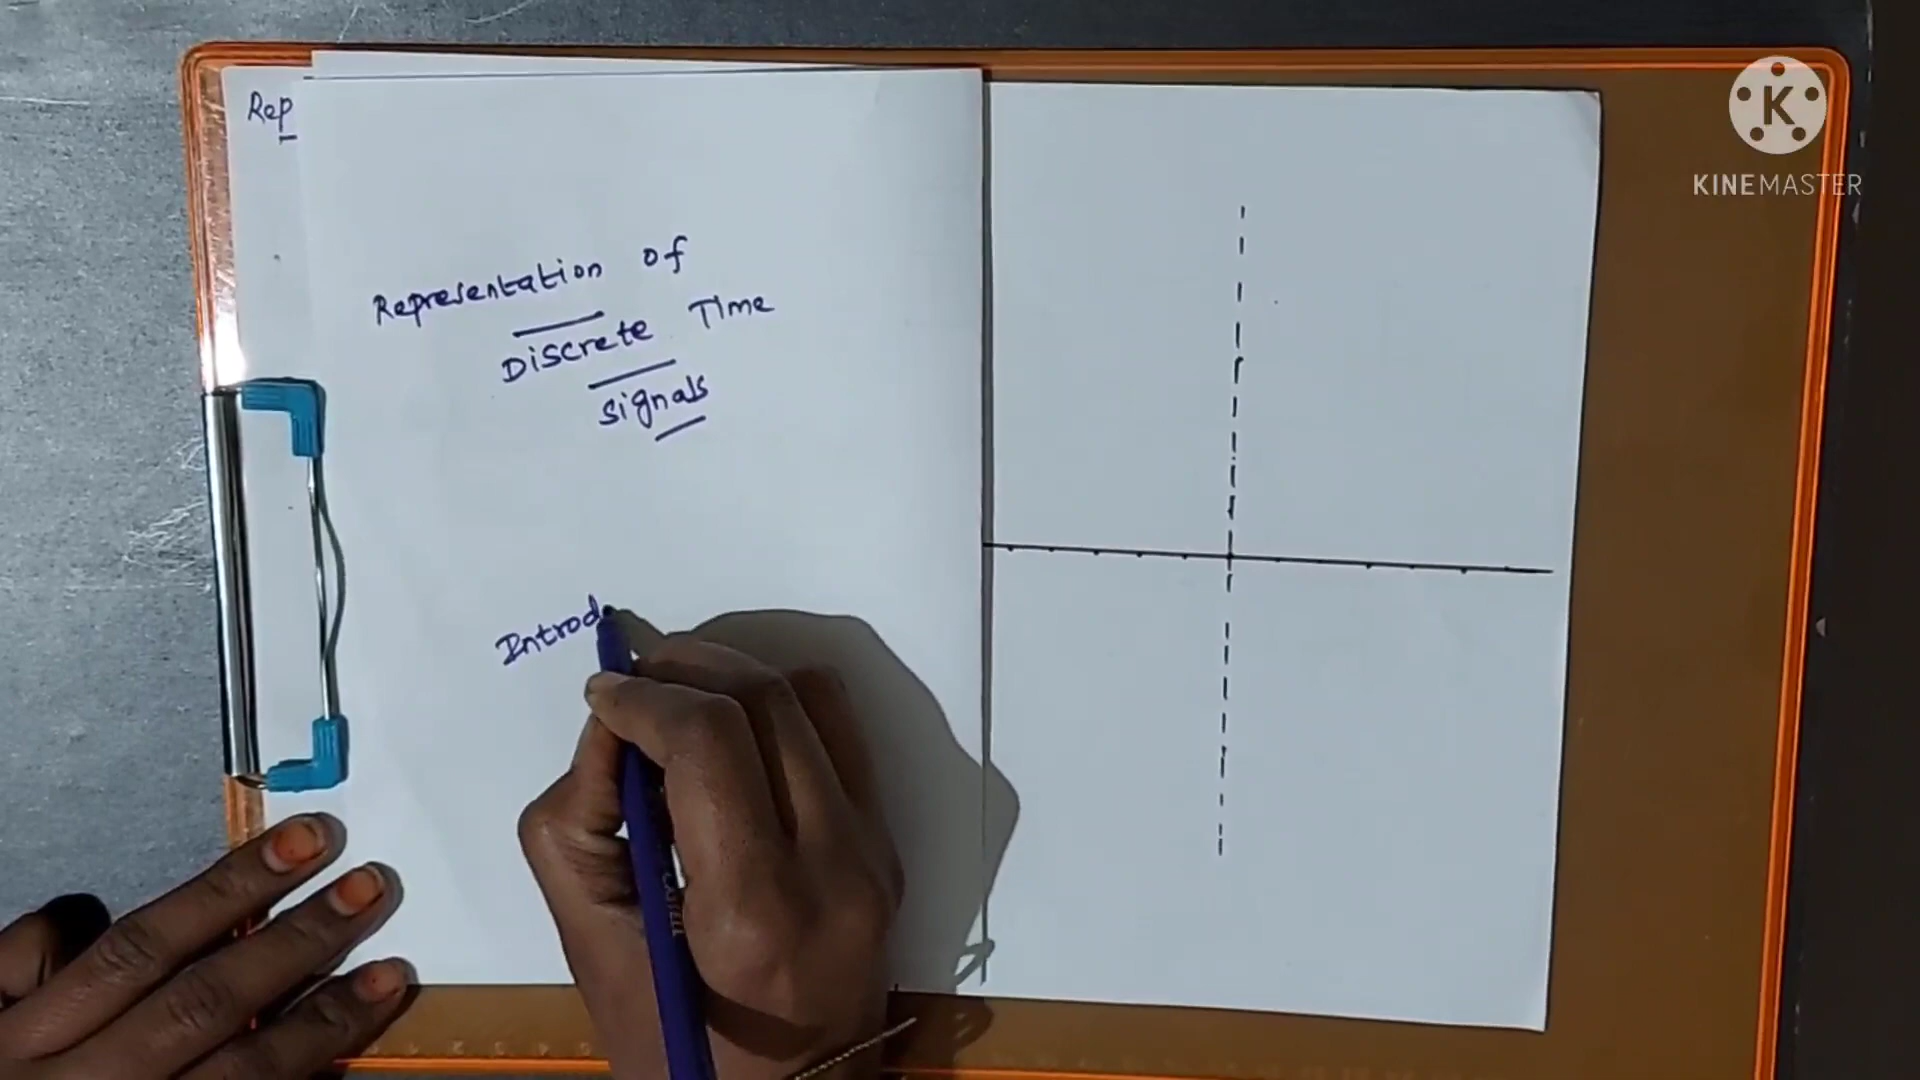 Rep
Representation of
Discrete Time
Signals
Introd
K
KINEMASTER